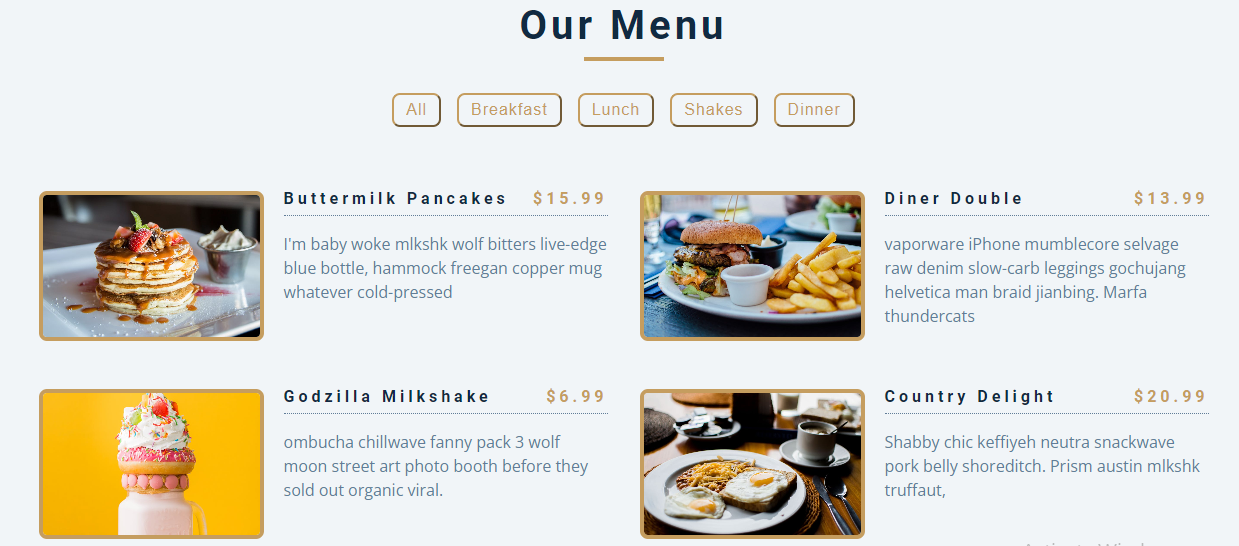 Our Menu
All Breakfast Lunch Shakes Dinner
Buttermilk Pancakes $15.99
I'm baby woke mlkshk wolf bitters live-edge
blue bottle, hammock freegan copper mug
whatever cold-pressed
Diner Double $13.99
vaporware iPhone mumblecore selvage
raw denim slow-carb leggings gochujang
helvetica man braid jianbing. Marfa
thundercats
Godzilla Milkshake $6.99
ombucha chillwave fanny pack 3 wolf
moon street art photo booth before they
sold out organic viral.
Country Delight $20.99
Shabby chic keffiyeh neutra snackwave
pork belly shoreditch. Prism austin mlkshk
truffaut,